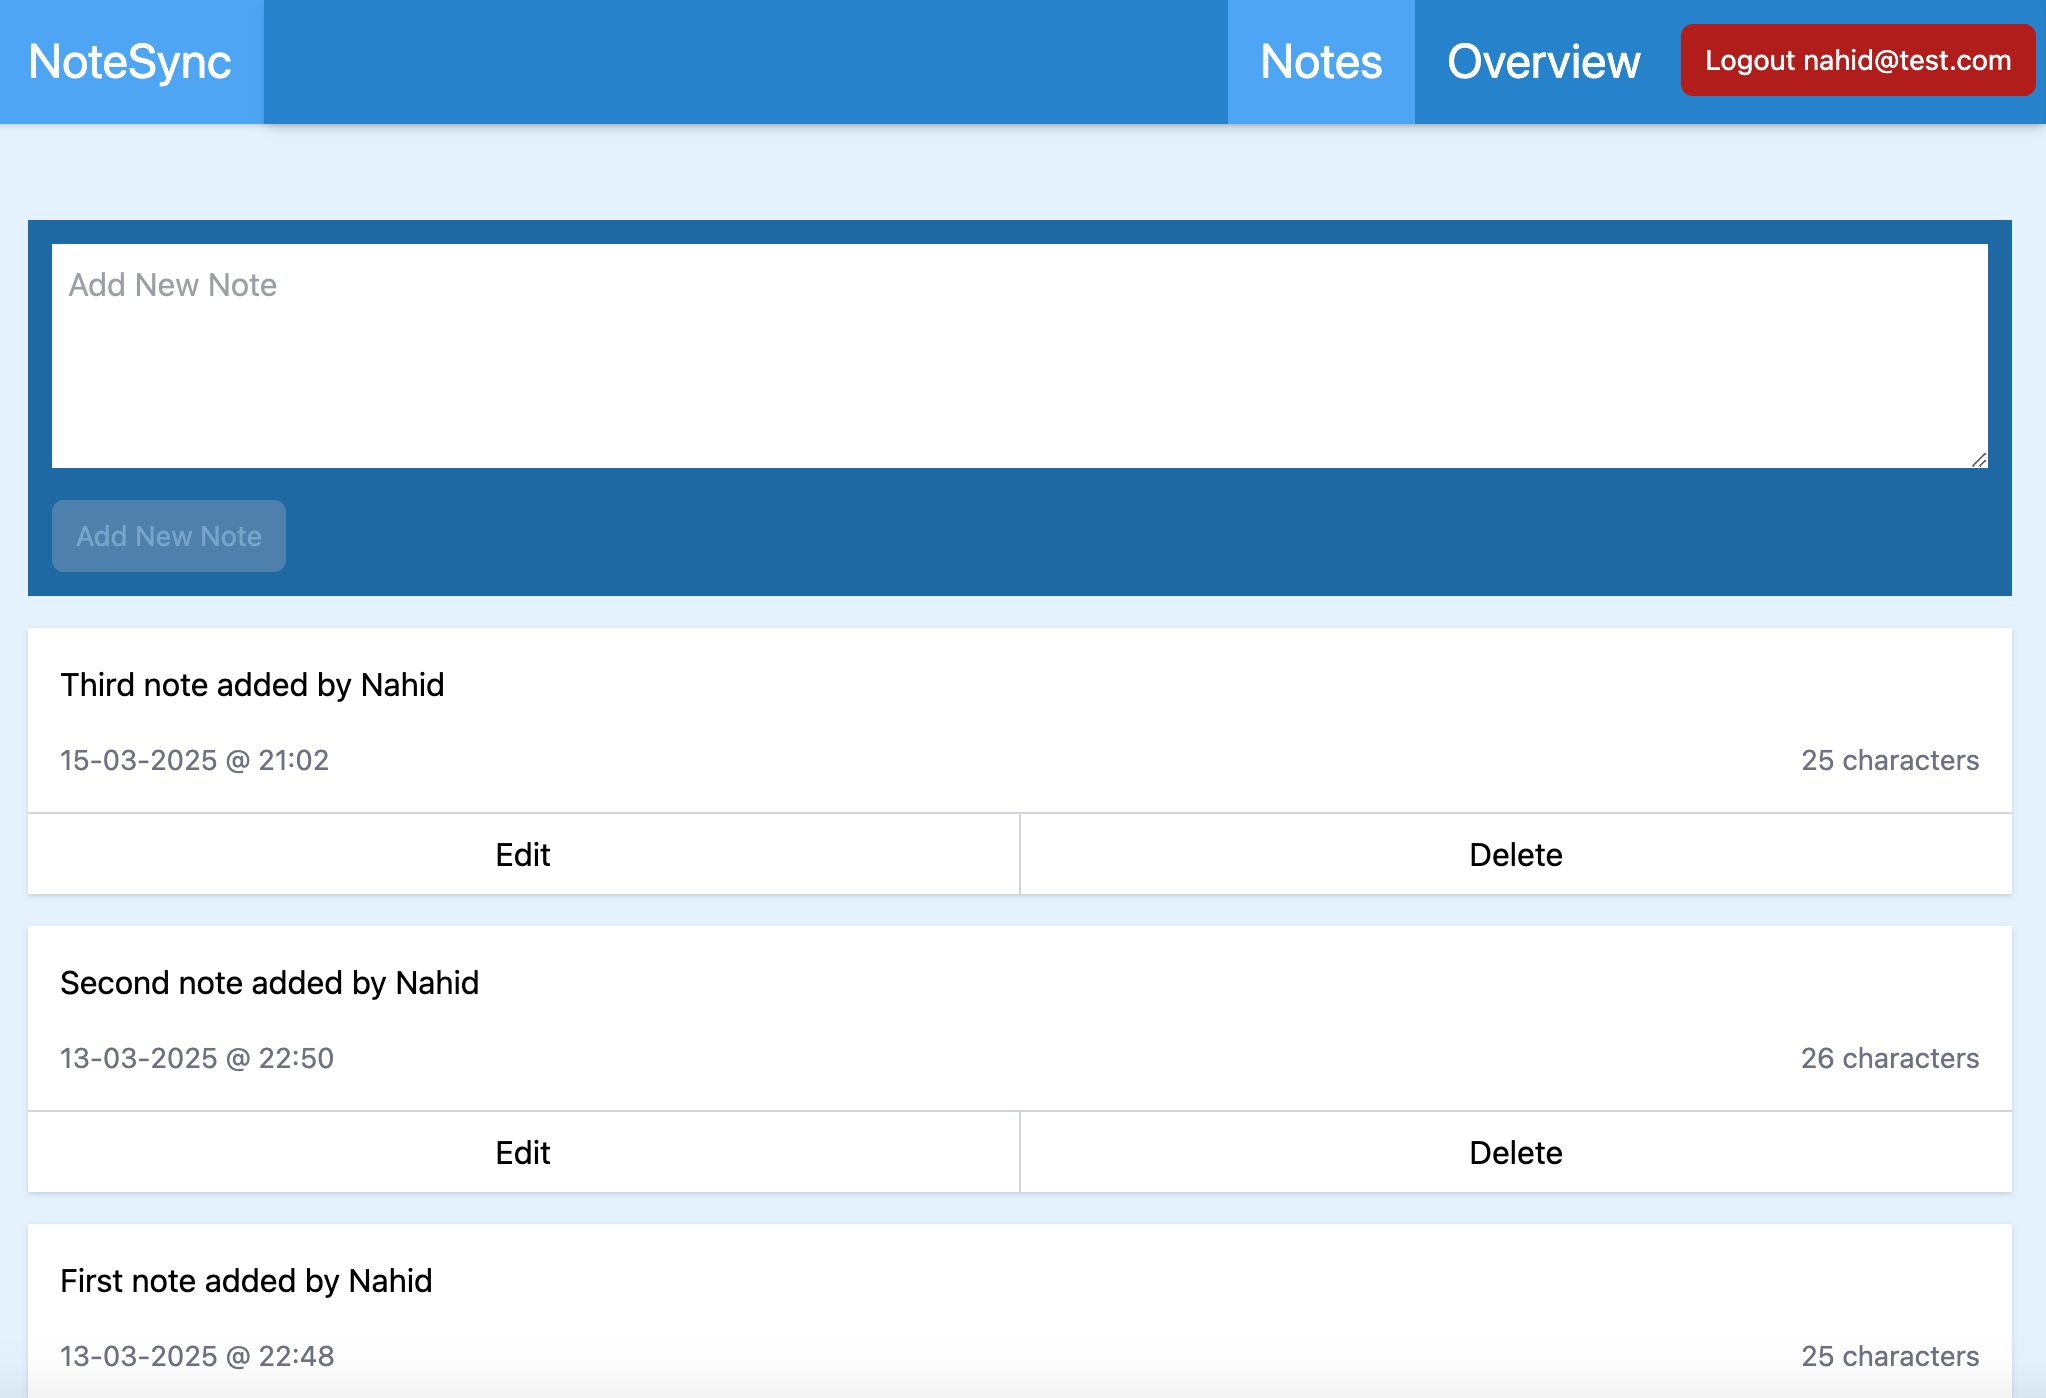 NoteSync
Notes
Overview
Logout nahid@test.com
Add New Note
Add New Note
Third note added by Nahid
15-03-2025 @ 21:02
25 characters
Edit
Delete
Second note added by Nahid
13-03-2025 @ 22:50
26 characters
Edit
Delete
First note added by Nahid
13-03-2025 @ 22:48
25 characters